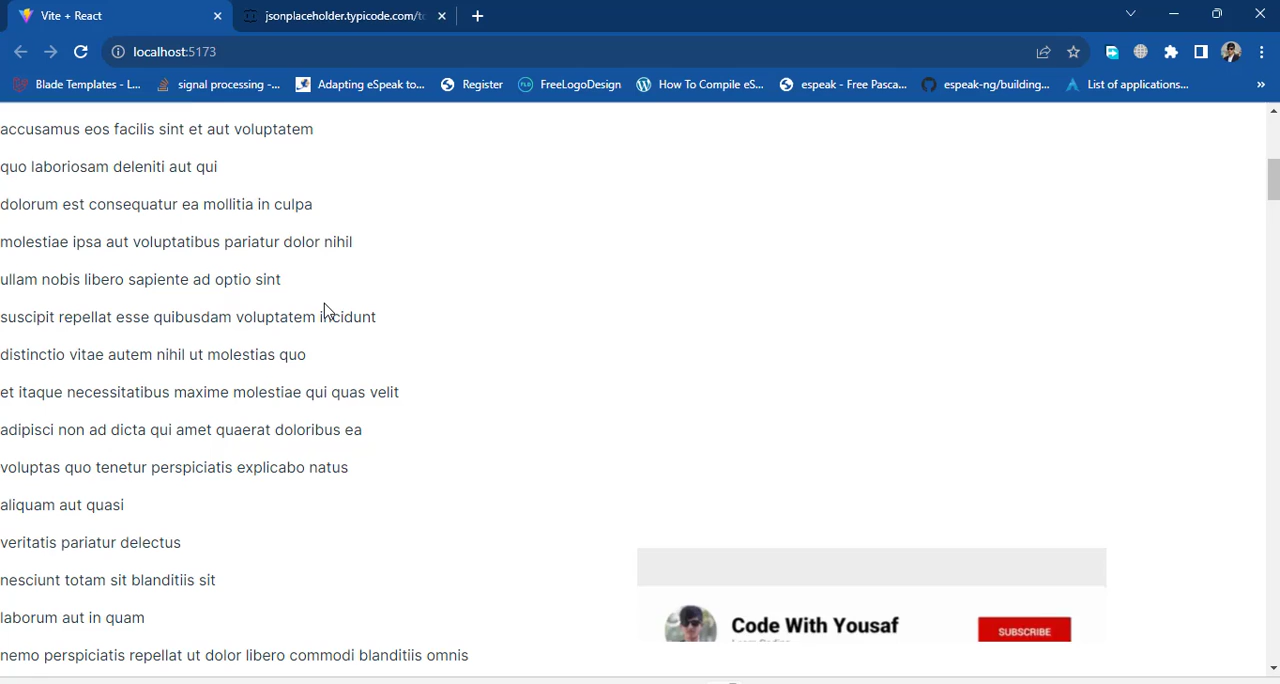 Vite + React
jsonplaceholder.typicode.com/to
localhost:5173
Blade Templates - L...
signal processing -...
Adapting eSpeak to...
Register
FreeLogoDesign
How To Compile eS...
espeak - Free Pasca...
espeak-ng/building...
List of applications...
»
accusamus eos facilis sint et aut voluptatem
quo laboriosam deleniti aut qui
dolorum est consequatur ea mollitia in culpa
molestiae ipsa aut voluptatibus pariatur dolor nihil
ullam nobis libero sapiente ad optio sint
suscipit repellat esse quibusdam voluptatem incidunt
distinctio vitae autem nihil ut molestias quo
et itaque necessitatibus maxime molestiae qui quas velit
adipisci non ad dicta qui amet quaerat doloribus ea
voluptas quo tenetur perspiciatis explicabo natus
aliquam aut quasi
veritatis pariatur delectus
nesciunt totam sit blanditiis sit
laborum aut in quam
nemo perspiciatis repellat ut dolor libero commodi blanditiis omnis
Code With Yousaf
SUBSCRIBE